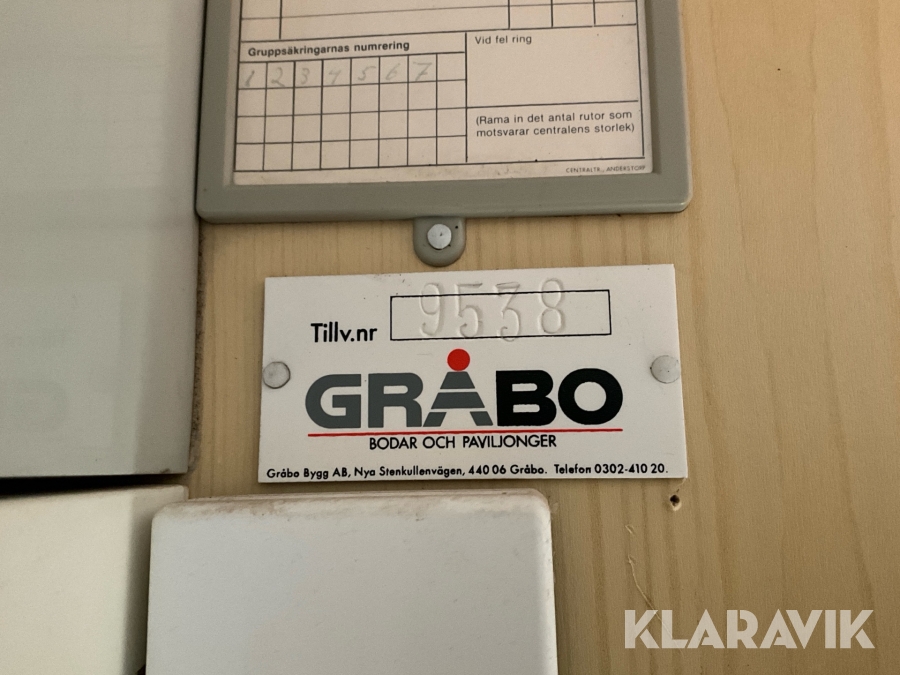 Gruppsäkringarnas numrering
1 2 3 4 5 6 7
Vid fel ring
(Rama in det antal rutor som
motsvarar centralens storlek)
CENTRALTR., ANDERSTORP
Tillv.nr 9538
GRÅBO
BODAR OCH PAVILJONGER
Gråbo Bygg AB, Nya Stenkullenvägen, 440 06 Gråbo. Telefon 0302-410 20.
KLARAVIK